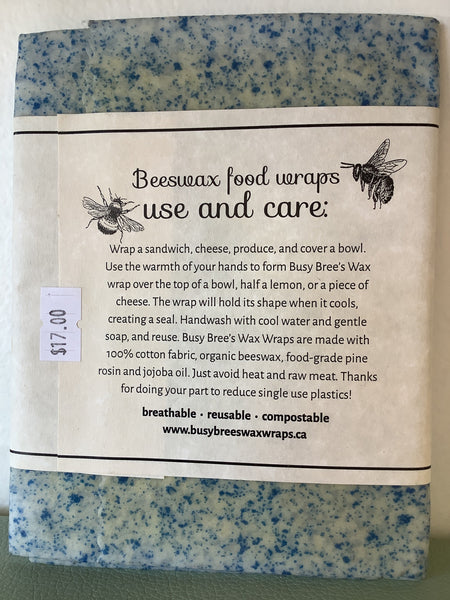 Beeswax food wraps
use and care:
Wrap a sandwich, cheese, produce, and cover a bowl.
Use the warmth of your hands to form Busy Bree's Wax
wrap over the top of a bowl, half a lemon, or a piece of
cheese. The wrap will hold its shape when it cools,
creating a seal. Handwash with cool water and gentle
soap, and reuse. Busy Bree's Wax Wraps are made with
100% cotton fabric, organic beeswax, food-grade pine
rosin and jojoba oil. Just avoid heat and raw meat. Thanks
for doing your part to reduce single use plastics!
breathable · reusable · compostable
www.busybreeswaxwraps.ca
$17.00